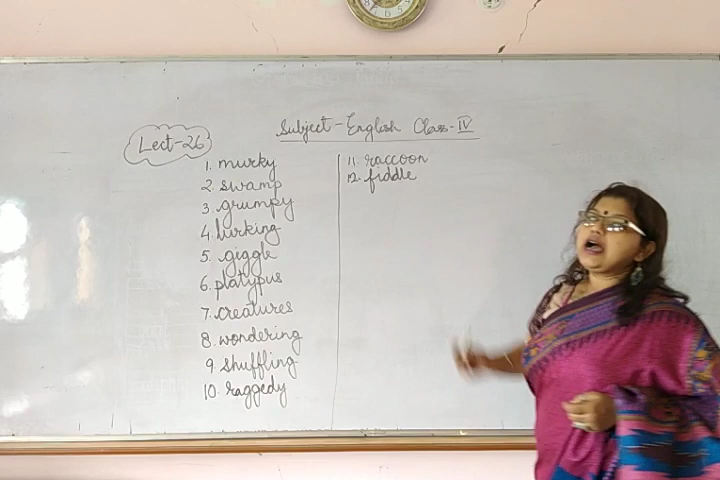 Subject - English Class - IV
Lect-26
1. murky
2. swamp
3. grumpy
4. lurking
5. giggle
6. platypus
7. creatures
8. wondering
9. shuffling
10. raggedy
11. raccoon
12. fiddle